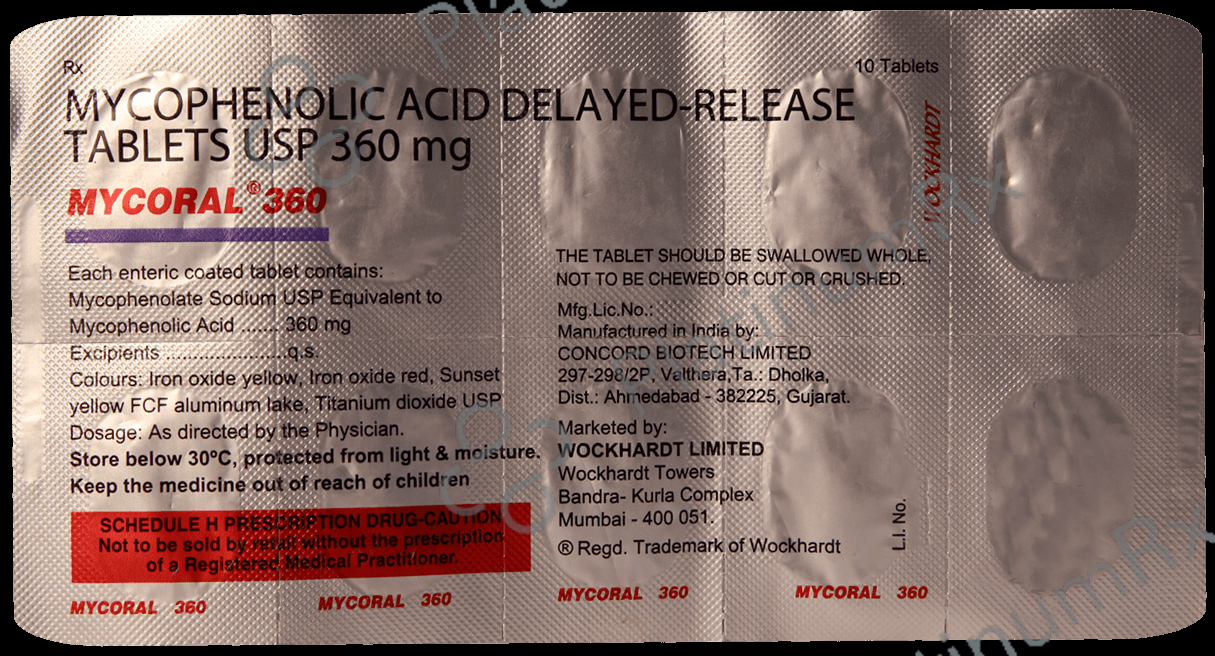 Rx
10 Tablets
MYCOPHENOLIC ACID DELAYED-RELEASE
TABLETS USP 360 mg
MYCORAL® 360
WOCKHARDT
Each enteric coated tablet contains:
Mycophenolate Sodium USP Equivalent to
Mycophenolic Acid ....... 360 mg
Excipients .......................q.s.
Colours: Iron oxide yellow, Iron oxide red, Sunset
yellow FCF aluminum lake, Titanium dioxide USP
Dosage: As directed by the Physician.
Store below 30ºC, protected from light & moisture.
Keep the medicine out of reach of children
SCHEDULE H PRESCRIPTION DRUG-CAUTION
Not to be sold by retail without the prescription
of a Registered Medical Practitioner.
THE TABLET SHOULD BE SWALLOWED WHOLE,
NOT TO BE CHEWED OR CUT OR CRUSHED.
Mfg.Lic.No.:
Manufactured in India by:
CONCORD BIOTECH LIMITED
297-298/2P, Valthera,Ta.: Dholka,
Dist.: Ahmedabad - 382225, Gujarat.
Marketed by:
WOCKHARDT LIMITED
Wockhardt Towers
Bandra- Kurla Complex
Mumbai - 400 051.
® Regd. Trademark of Wockhardt
L.I. No.
MYCORAL 360
MYCORAL 360
MYCORAL 360
MYCORAL 360
PlatinumRx